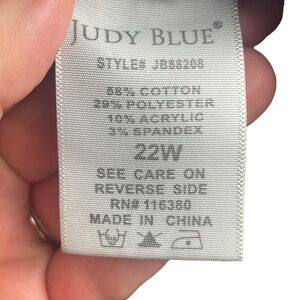 JUDY BLUE®
STYLE# JB88208
58% COTTON
29% POLYESTER
10% ACRYLIC
3% SPANDEX
22W
SEE CARE ON
REVERSE SIDE
RN# 116380
MADE IN CHINA